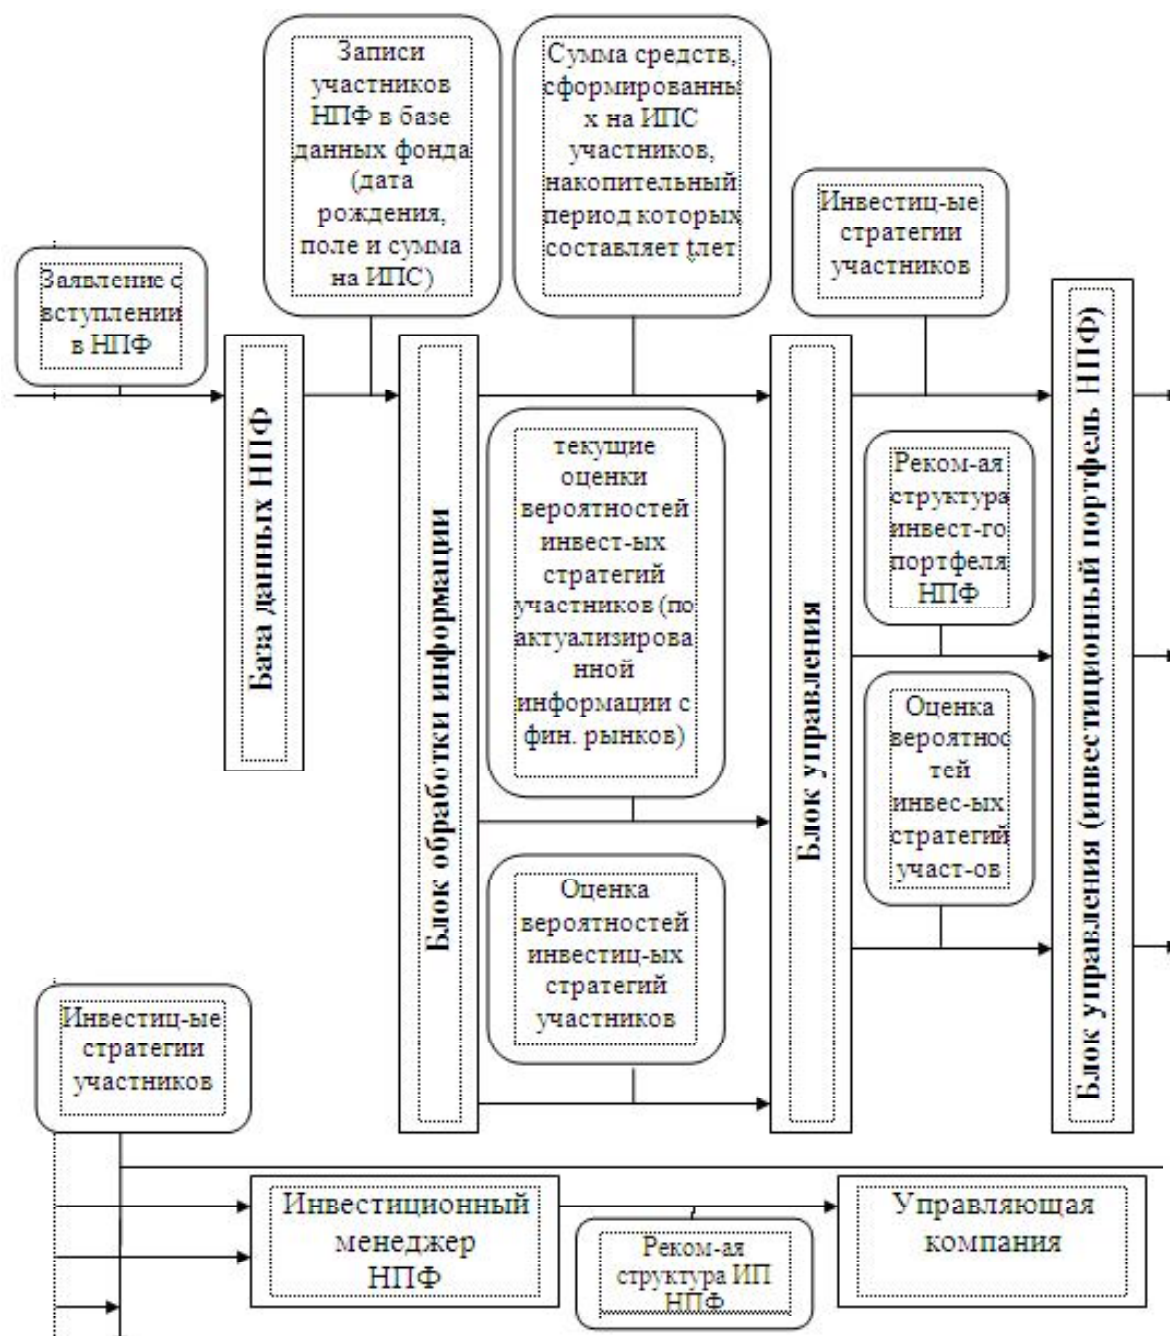 Заявление с
вступлении
в НПФ
База данных НПФ
Записи
участников
НПФ в базе
данных фонда
(дата
рождения,
поле и сумма
на ИПС)
Блок обработки информации
Сумма средств,
сформированны
х на ИПС
участников,
накопительный
период которых
составляет t лет
текущие
оценки
вероятностей
инвест-ых
стратегий
участников (по
актуализирова
нной
информации с
фин. рынков)
Оценка
вероятностей
инвестиц-ых
стратегий
участников
Блок управления
Инвестиц-ые
стратегии
участников
Реком-ая
структура
инвест-го
портфеля
НПФ
Оценка
вероятнос
тей
инвес-ых
стратегий
участ-ов
Блок управления (инвестиционный портфель НПФ)
Инвестиц-ые
стратегии
участников
Инвестиционный
менеджер
НПФ
Реком-ая
структура ИП
НПФ
Управляющая
компания